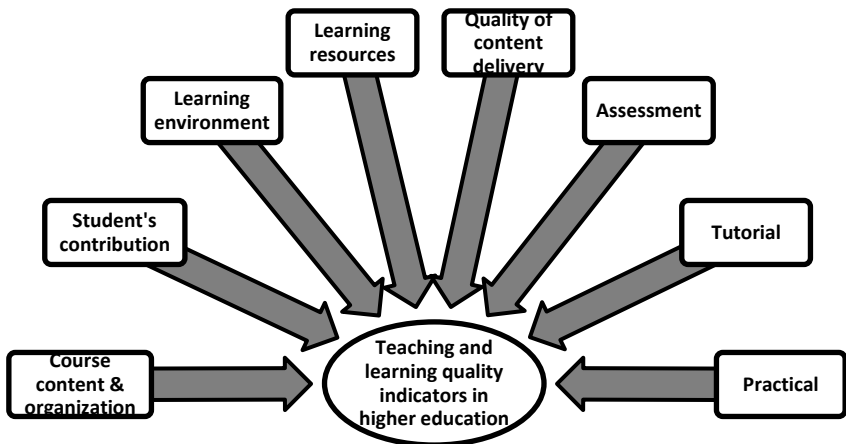 Quality of
content
delivery
Learning
resources
Learning
environment
Assessment
Student's
contribution
Tutorial
Course
content &
organization
Teaching and
learning quality
indicators in
higher education
Practical